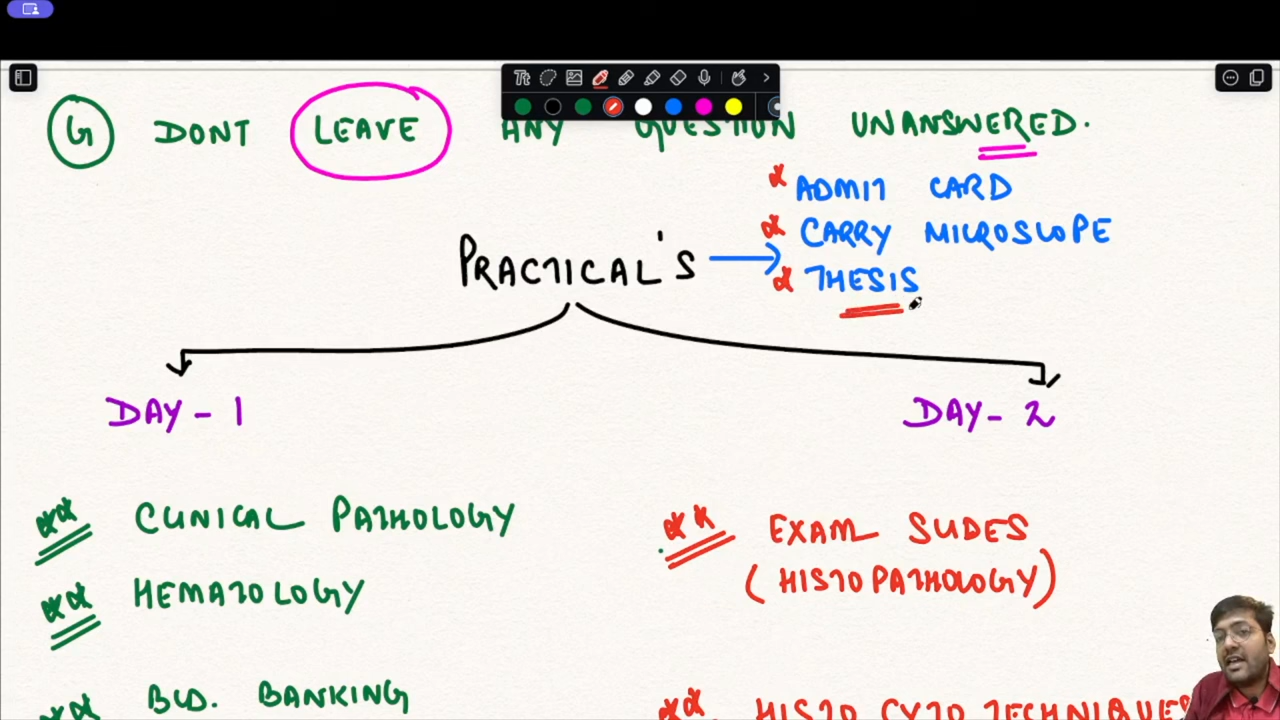 G DONT LEAVE ANY QUESTION UNANSWERED.
ADMIT CARD
CARRY MICROSCOPE
PRACTICAL'S
THESIS
DAY - 1
DAY - 2
CLINICAL PATHOLOGY
EXAM SLIDES
(HISTOPATHOLOGY)
HEMATOLOGY
BLD. BANKING
HISTO CYTO TECHNIQUES
Tt